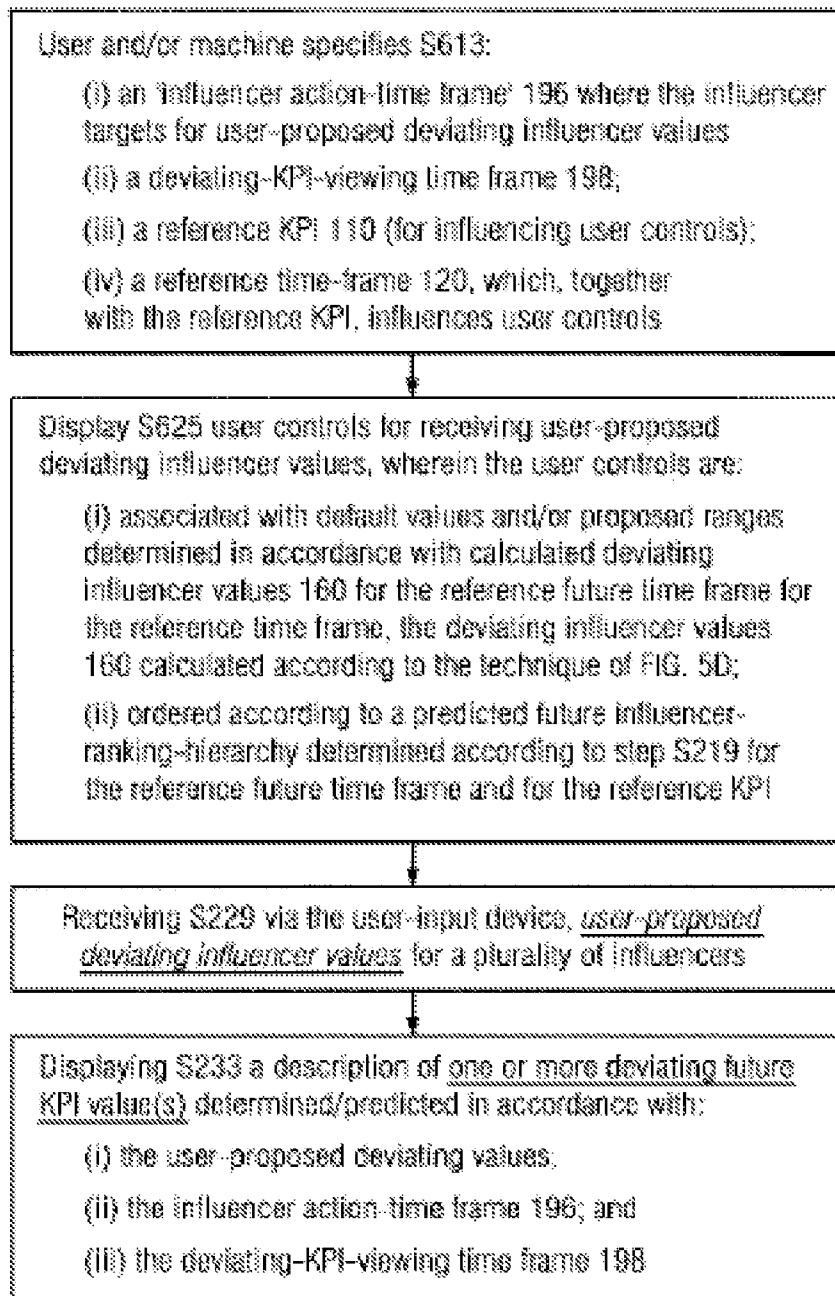 User and/or machine specifies S613:
(i) an 'influencer action-time frame' 196 where the influencer
targets for user-proposed deviating influencer values
(ii) a deviating-KPI-viewing time frame 198;
(iii) a reference KPI 110 (for influencing user controls);
(iv) a reference time-frame 120, which, together
with the reference KPI, influences user controls
Display S625 user controls for receiving user-proposed
deviating influencer values, wherein the user controls are:
(i) associated with default values and/or proposed ranges
determined in accordance with calculated deviating
influencer values 160 for the reference future time frame for
the reference time frame, the deviating influencer values
160 calculated according to the technique of FIG. 5D;
(ii) ordered according to a predicted future influencer-
ranking-hierarchy determined according to step S219 for
the reference future time frame and for the reference KPI
Receiving S229 via the user-input device, user-proposed
deviating influencer values for a plurality of influencers
Displaying S233 a description of one or more deviating future
KPI value(s) determined/predicted in accordance with:
(i) the user-proposed deviating values;
(ii) the influencer action-time frame 196; and
(iii) the deviating-KPI-viewing time frame 198